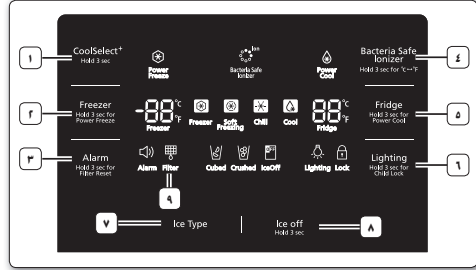 ١
CoolSelect+
Hold 3 sec
Power
Freeze
Ion
Bacteria Safe
Ionizer
Power
Cool
Bacteria Safe
Ionizer
Hold 3 sec for °C↔°F
٤
٢
Freezer
Hold 3 sec for
Power Freeze
-88 °C °F
Freezer
Freezer
Soft
Freezing
Chill
Cool
88 °C °F
Fridge
Fridge
Hold 3 sec for
Power Cool
٥
٣
Alarm
Hold 3 sec for
Filter Reset
Alarm
Filter
Cubed
Crushed
IceOff
Lighting
Lock
Lighting
Hold 3 sec for
Child Lock
٦
٩
٧
Ice Type
Ice off
Hold 3 sec
٨